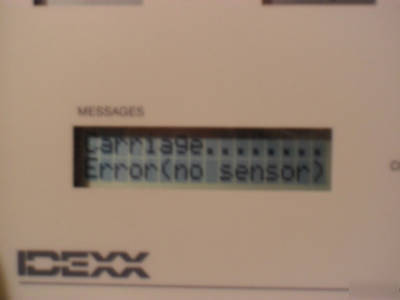 MESSAGES
Carriage........
Error(no sensor)
IDEXX